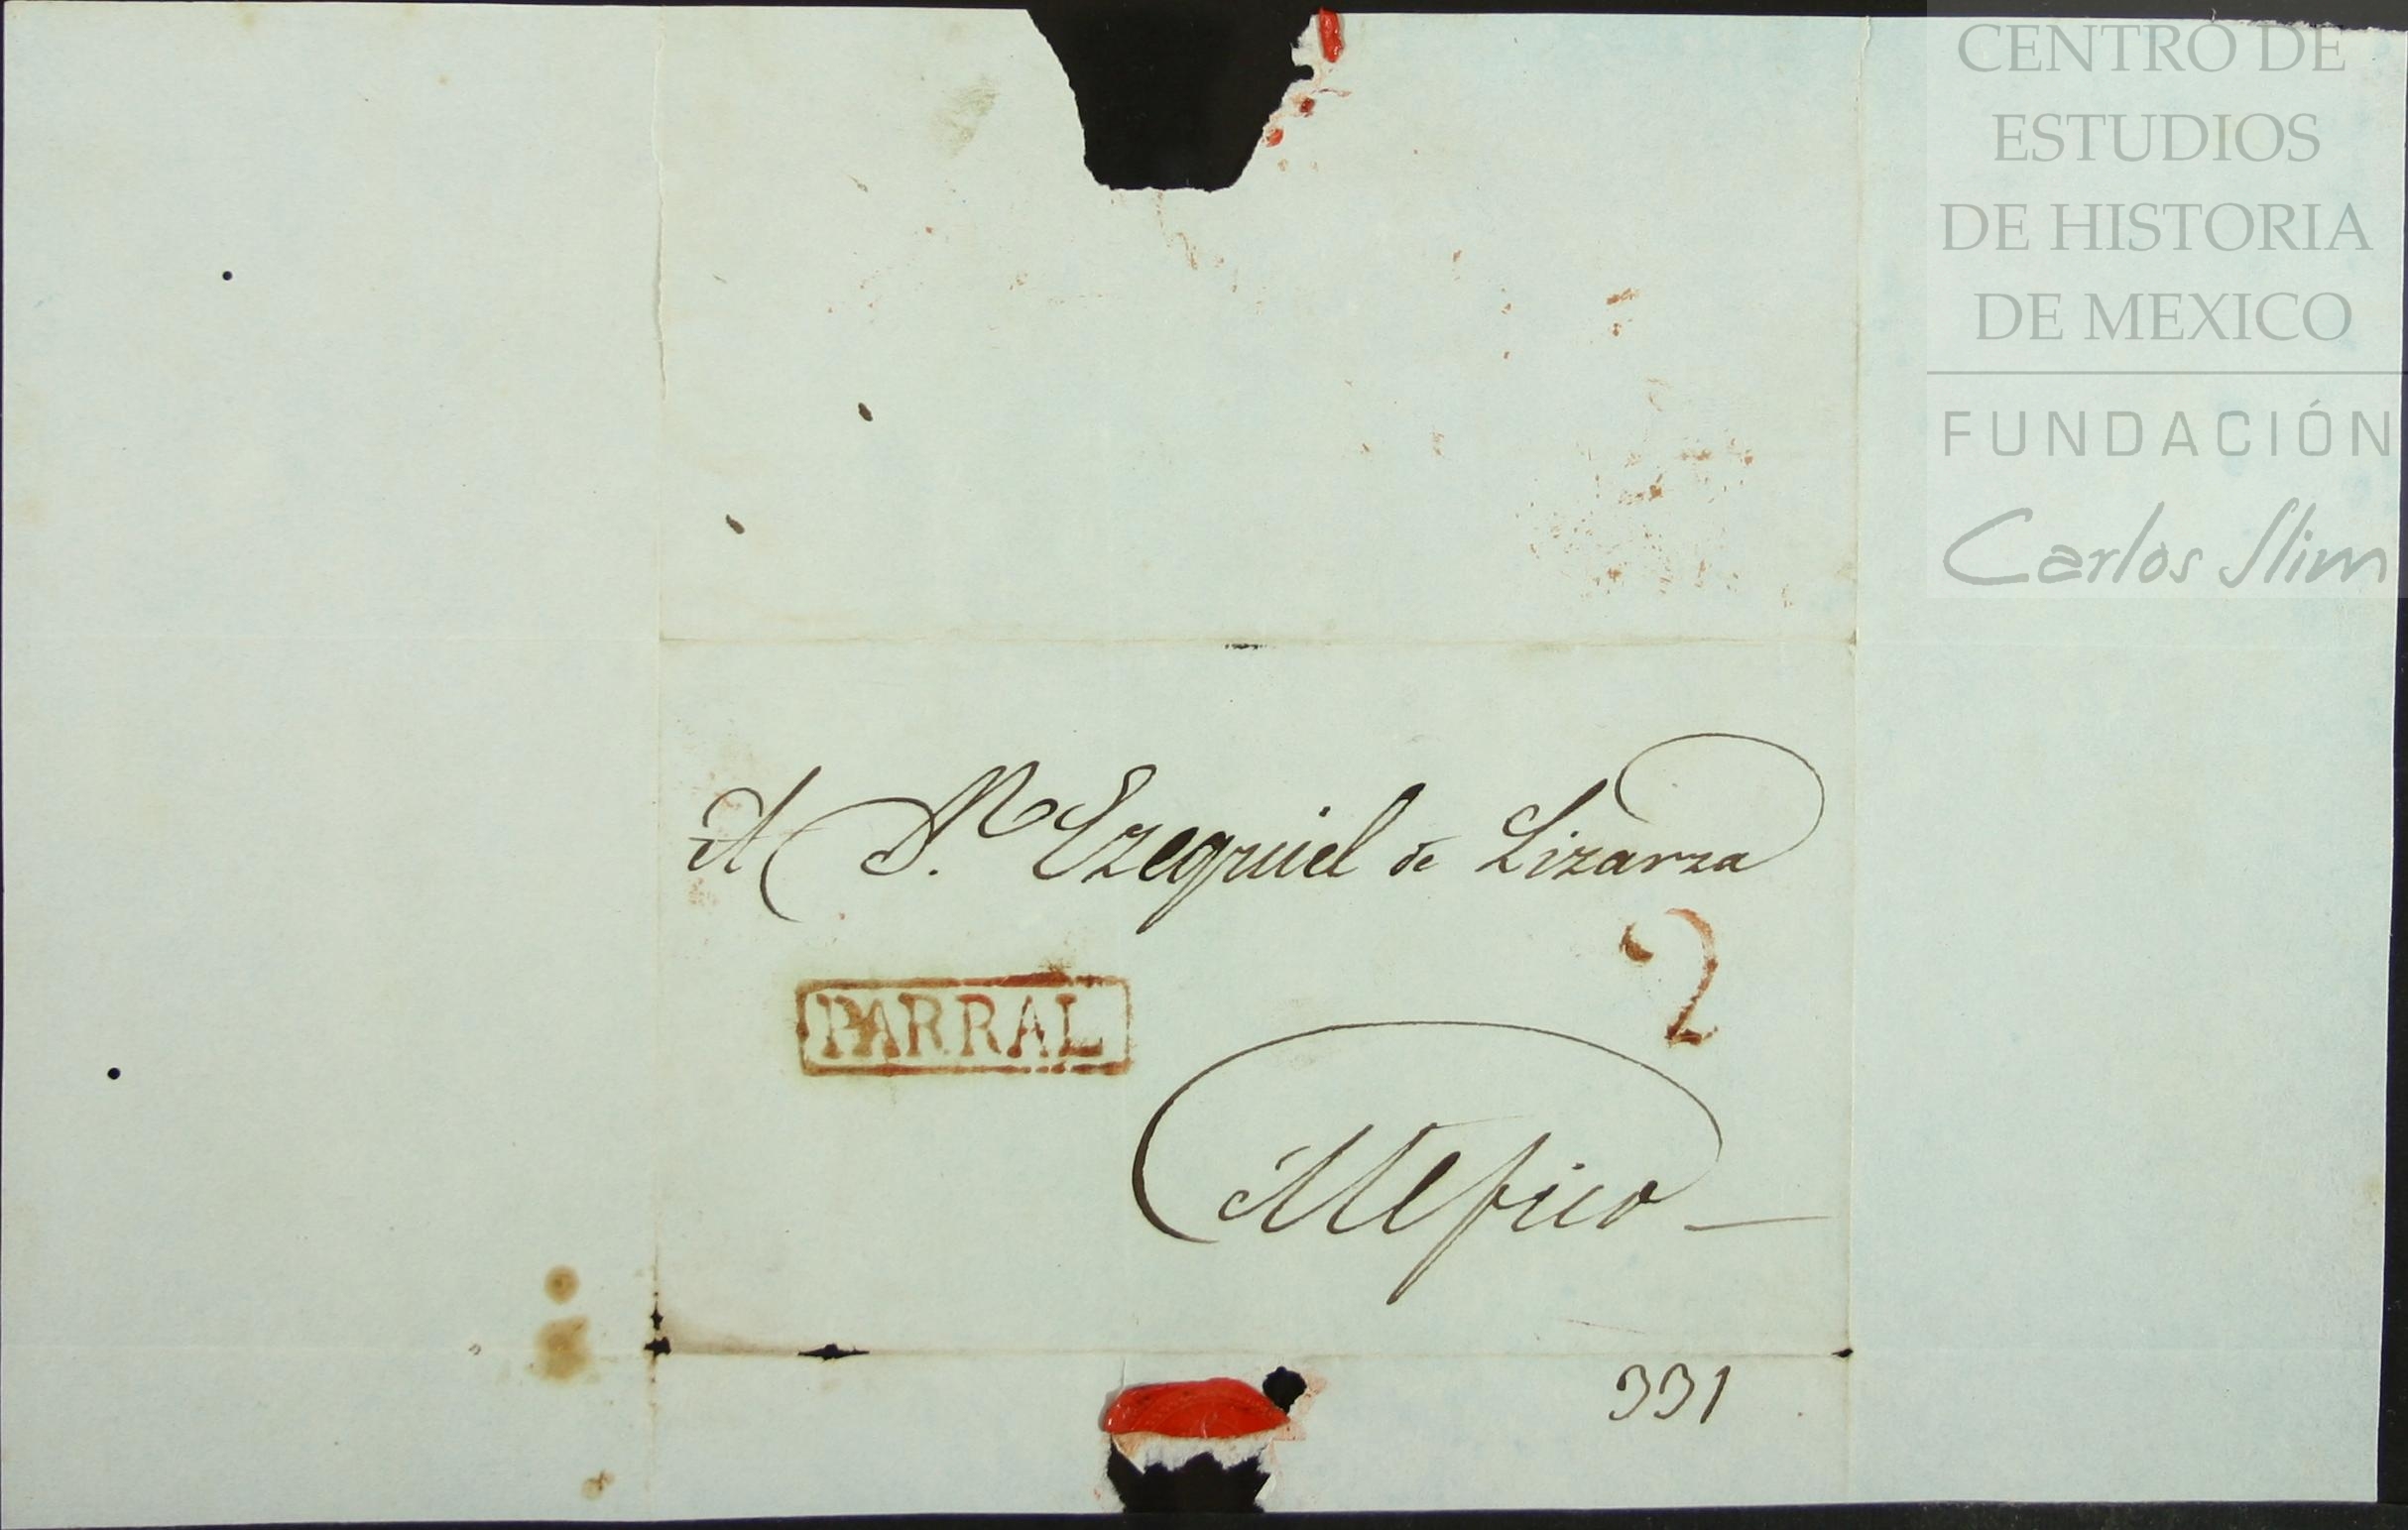 CENTRO DE
ESTUDIOS
DE HISTORIA
DE MEXICO
FUNDACIÓN
Carlos Slim
A D.ⁿ Ezequiel de Lizarza
2
PARRAL
Mexico
331